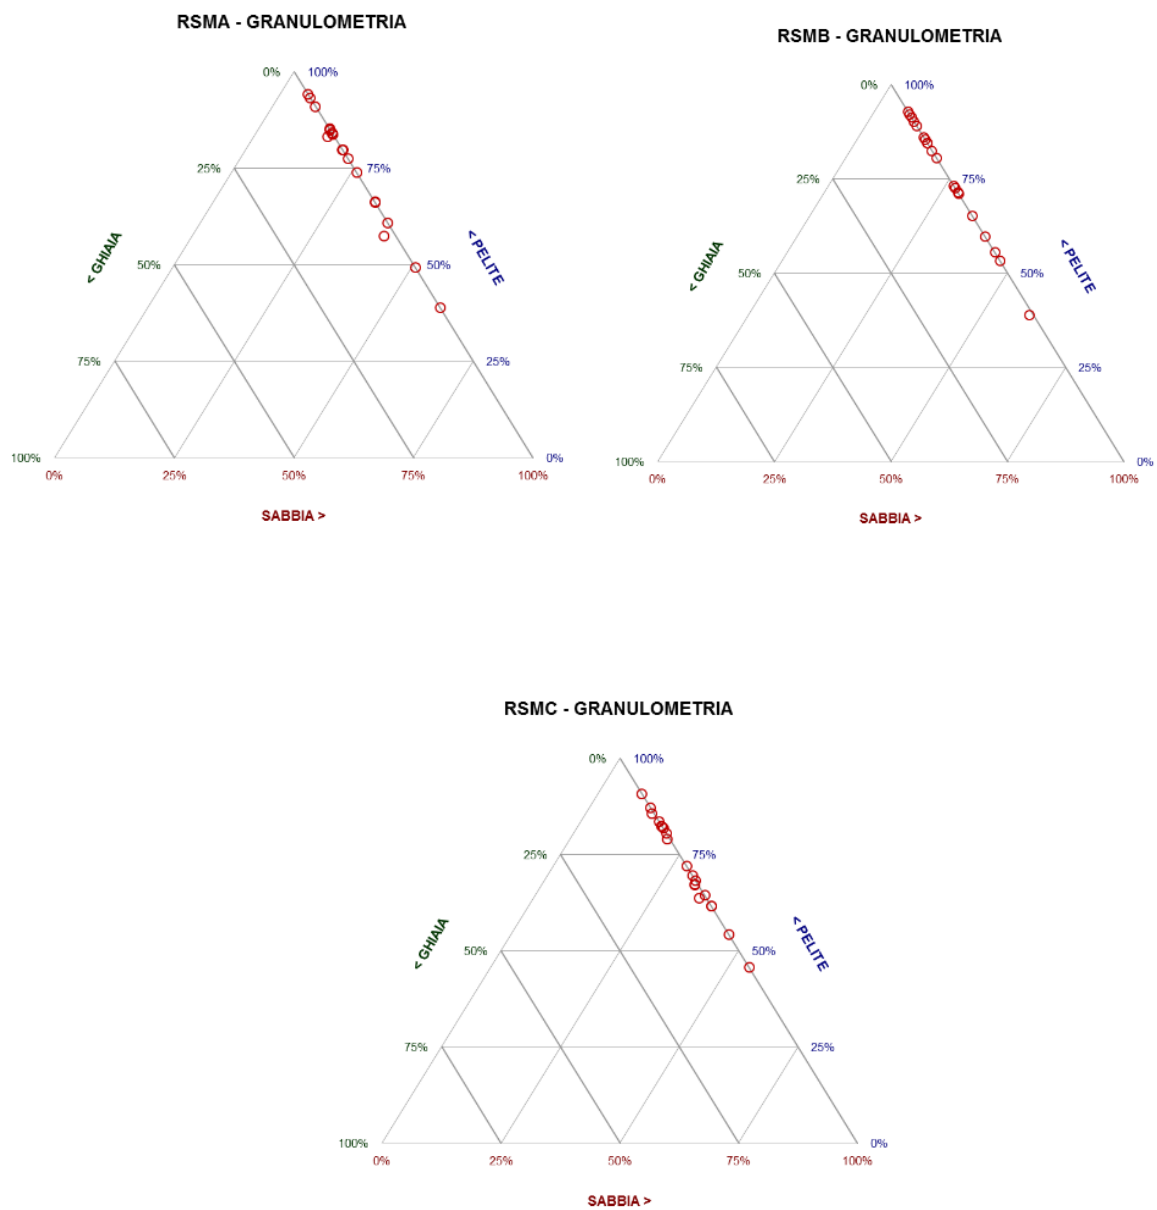 RSMA - GRANULOMETRIA
0% 100%
25% 75%
< GHIAIA
< PELITE
50% 50%
75% 25%
100% 0%
0% 25% 50% 75% 100%
SABBIA >
RSMB - GRANULOMETRIA
0% 100%
25% 75%
< GHIAIA
< PELITE
50% 50%
75% 25%
100% 0%
0% 25% 50% 75% 100%
SABBIA >
RSMC - GRANULOMETRIA
0% 100%
25% 75%
< GHIAIA
< PELITE
50% 50%
75% 25%
100% 0%
0% 25% 50% 75% 100%
SABBIA >